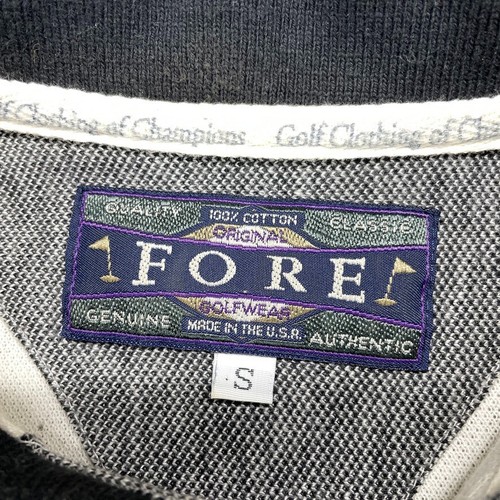 Golf Clothing of Champions Golf Clothing of Ch
QUALITY 100% COTTON CLASSIC
ORIGINAL
FORE
GOLFWEAR
GENUINE MADE IN THE U.S.A. AUTHENTIC
S